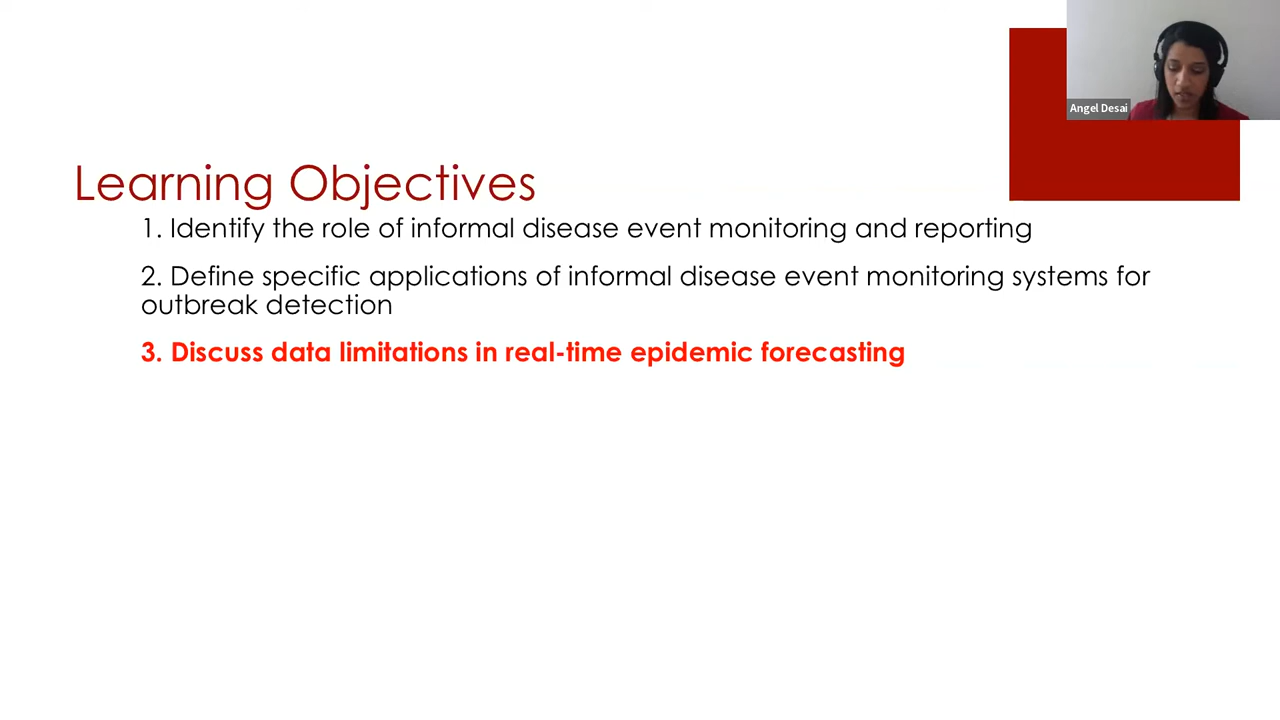 Angel Desai
Learning Objectives
1. Identify the role of informal disease event monitoring and reporting
2. Define specific applications of informal disease event monitoring systems for
outbreak detection
3. Discuss data limitations in real-time epidemic forecasting